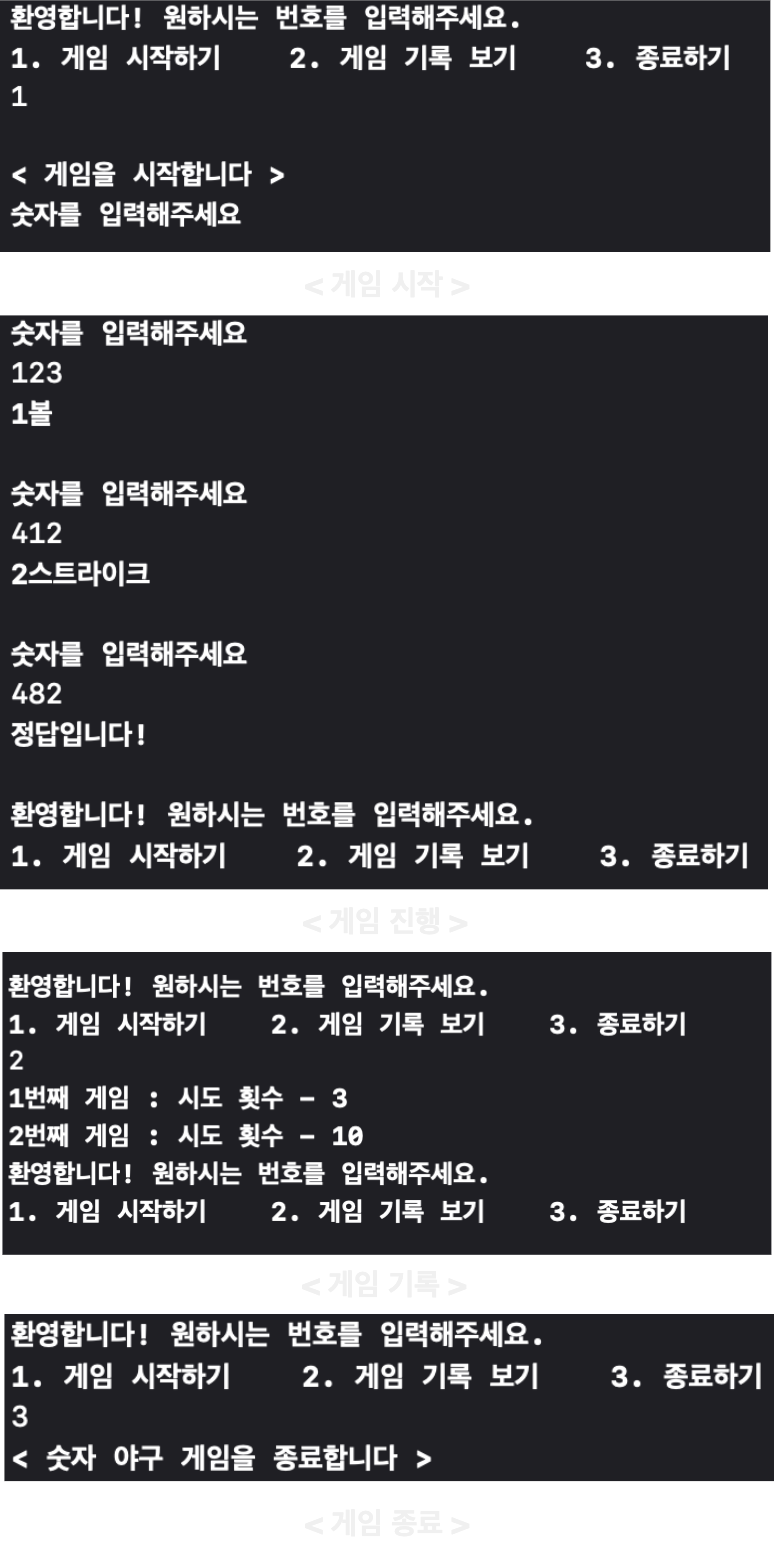 환영합니다! 원하시는 번호를 입력해주세요.
1. 게임 시작하기 2. 게임 기록 보기 3. 종료하기
1
< 게임을 시작합니다 >
숫자를 입력해주세요
< 게임 시작 >
숫자를 입력해주세요
123
1볼
숫자를 입력해주세요
412
2스트라이크
숫자를 입력해주세요
482
정답입니다!
환영합니다! 원하시는 번호를 입력해주세요.
1. 게임 시작하기 2. 게임 기록 보기 3. 종료하기
< 게임 진행 >
환영합니다! 원하시는 번호를 입력해주세요.
1. 게임 시작하기 2. 게임 기록 보기 3. 종료하기
2
1번째 게임 : 시도 횟수 - 3
2번째 게임 : 시도 횟수 - 10
환영합니다! 원하시는 번호를 입력해주세요.
1. 게임 시작하기 2. 게임 기록 보기 3. 종료하기
< 게임 기록 >
환영합니다! 원하시는 번호를 입력해주세요.
1. 게임 시작하기 2. 게임 기록 보기 3. 종료하기
3
< 숫자 야구 게임을 종료합니다 >
< 게임 종료 >